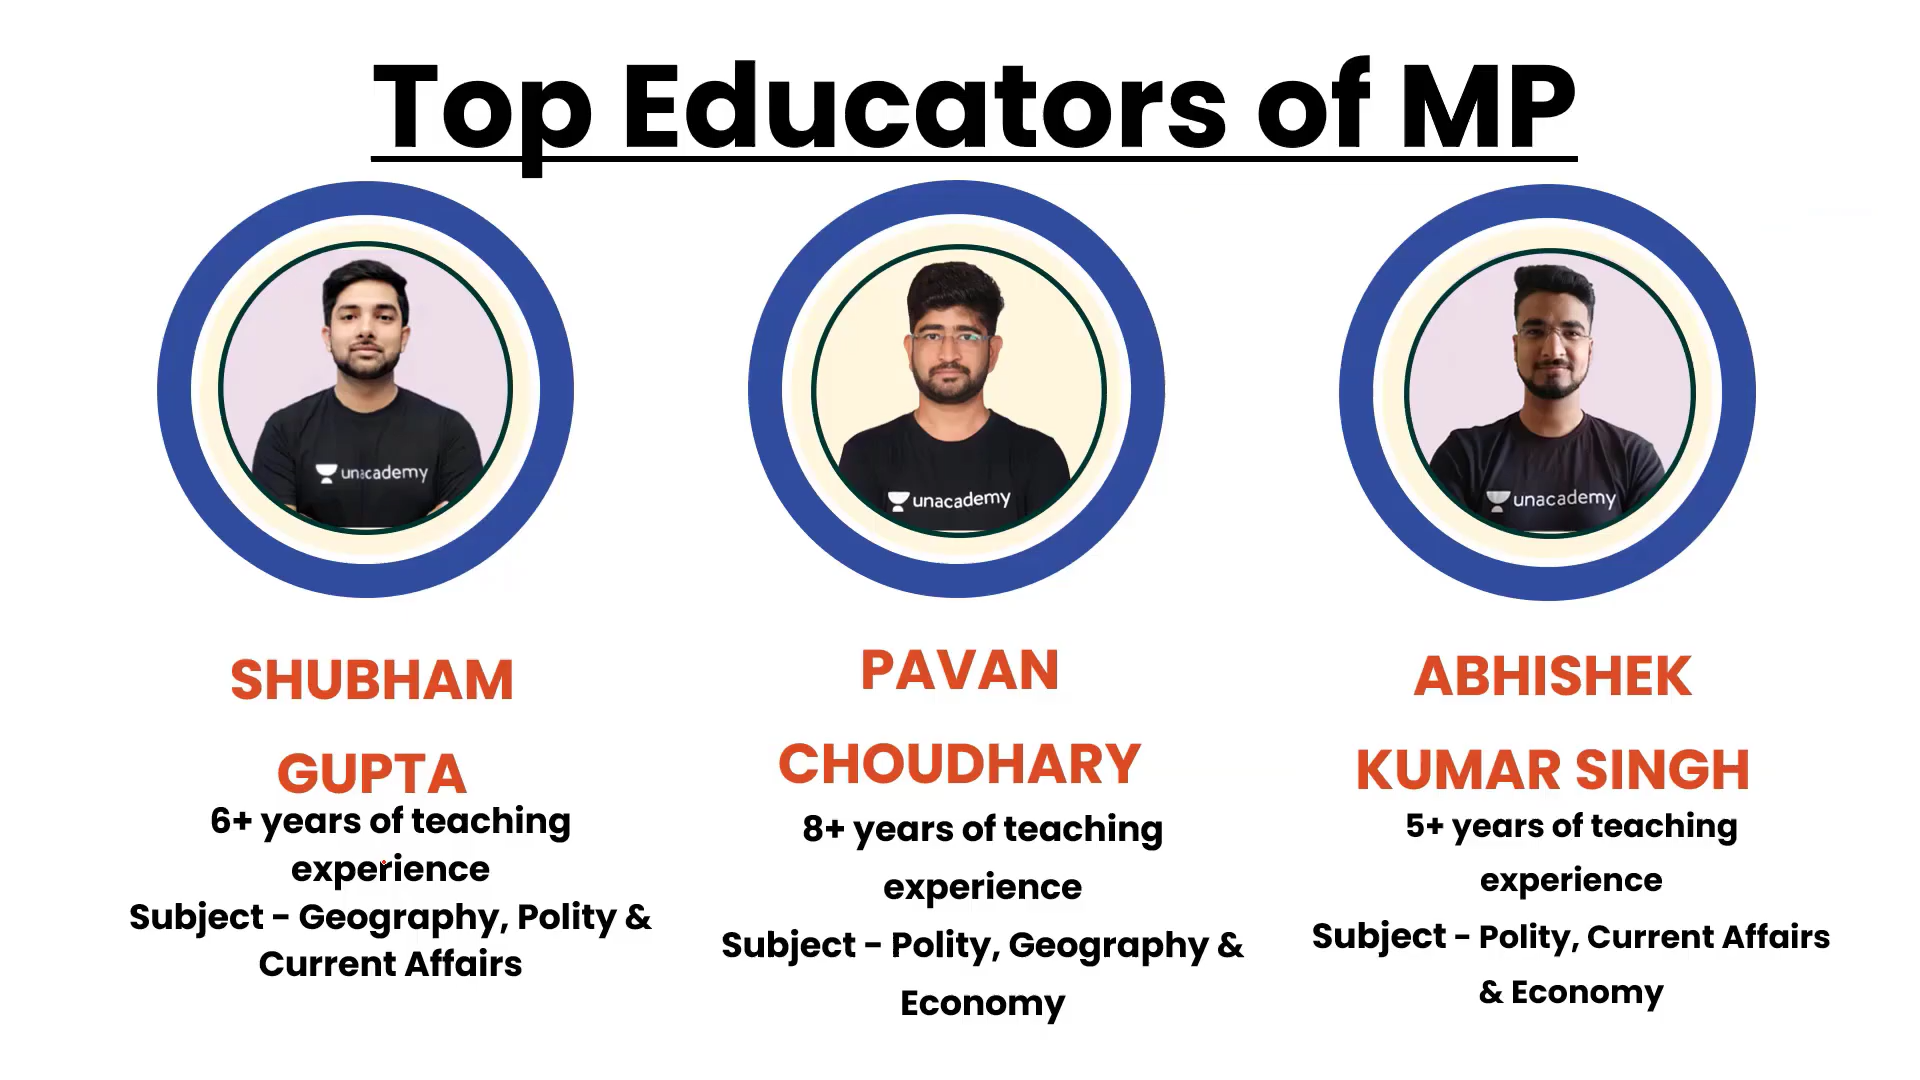 Top Educators of MP
unacademy
unacademy
unacademy
SHUBHAM
GUPTA
6+ years of teaching
experience
Subject - Geography, Polity &
Current Affairs
PAVAN
CHOUDHARY
8+ years of teaching
experience
Subject - Polity, Geography &
Economy
ABHISHEK
KUMAR SINGH
5+ years of teaching
experience
Subject - Polity, Current Affairs
& Economy